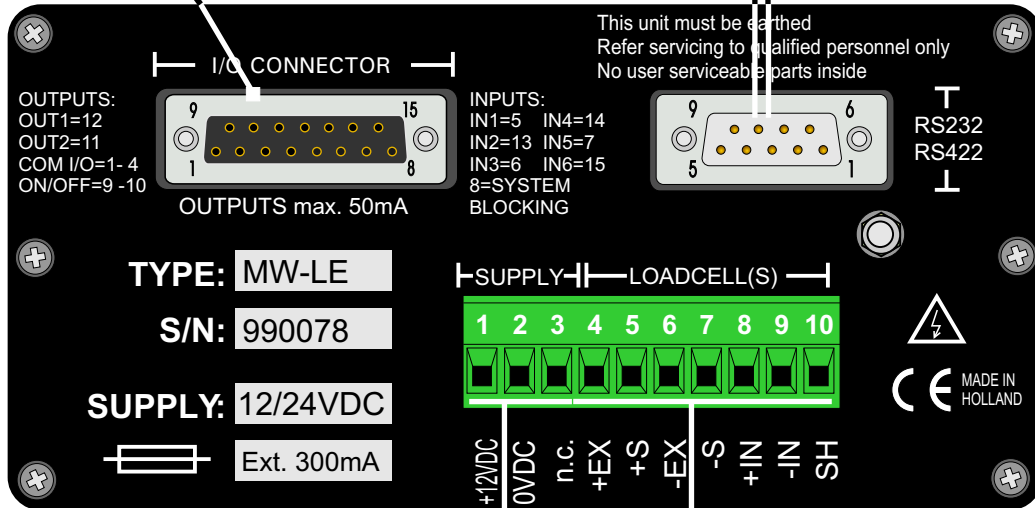 This unit must be earthed
Refer servicing to qualified personnel only
No user serviceable parts inside
I/O CONNECTOR
OUTPUTS:
OUT1=12
OUT2=11
COM I/O=1- 4
ON/OFF=9 -10
9 15
1 8
OUTPUTS max. 50mA
INPUTS:
IN1=5 IN4=14
IN2=13 IN5=7
IN3=6 IN6=15
8=SYSTEM
BLOCKING
9 6
5 1
RS232
RS422
TYPE: MW-LE
S/N: 990078
SUPPLY: 12/24VDC
Ext. 300mA
SUPPLY LOADCELL(S)
1 2 3 4 5 6 7 8 9 10
+12VDC 0VDC n.c. +EX +S -EX -S +IN -IN SH
CE MADE IN
HOLLAND